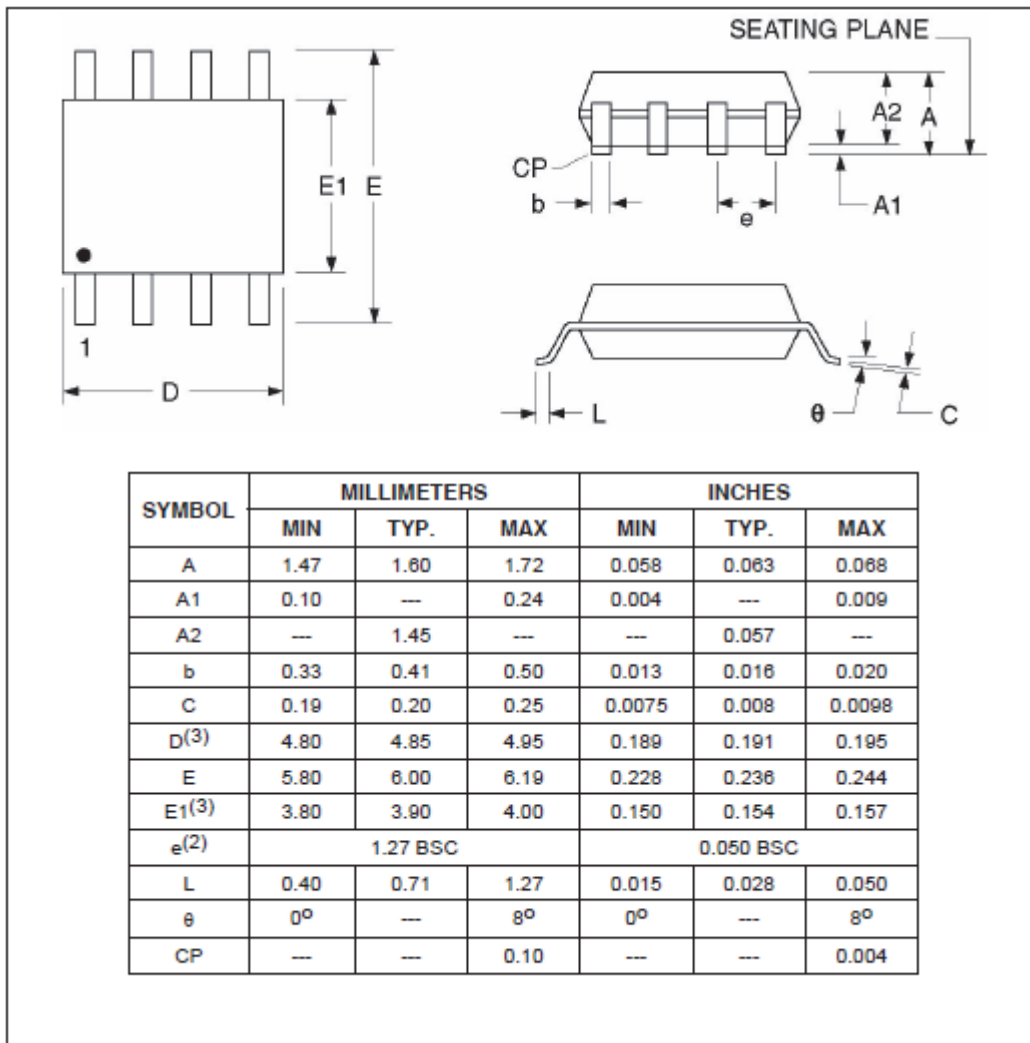 SEATING PLANE
E1 E
A2 A
CP
b
e
A1
1
D
L
θ
C
SYMBOL MILLIMETERS INCHES
MIN TYP. MAX MIN TYP. MAX
A 1.47 1.60 1.72 0.058 0.063 0.068
A1 0.10 --- 0.24 0.004 --- 0.009
A2 --- 1.45 --- --- 0.057 ---
b 0.33 0.41 0.50 0.013 0.016 0.020
C 0.19 0.20 0.25 0.0075 0.008 0.0098
D(3) 4.80 4.85 4.95 0.189 0.191 0.195
E 5.80 6.00 6.19 0.228 0.236 0.244
E1(3) 3.80 3.90 4.00 0.150 0.154 0.157
e(2) 1.27 BSC 0.050 BSC
L 0.40 0.71 1.27 0.015 0.028 0.050
θ 0º --- 8º 0º --- 8º
CP --- --- 0.10 --- --- 0.004